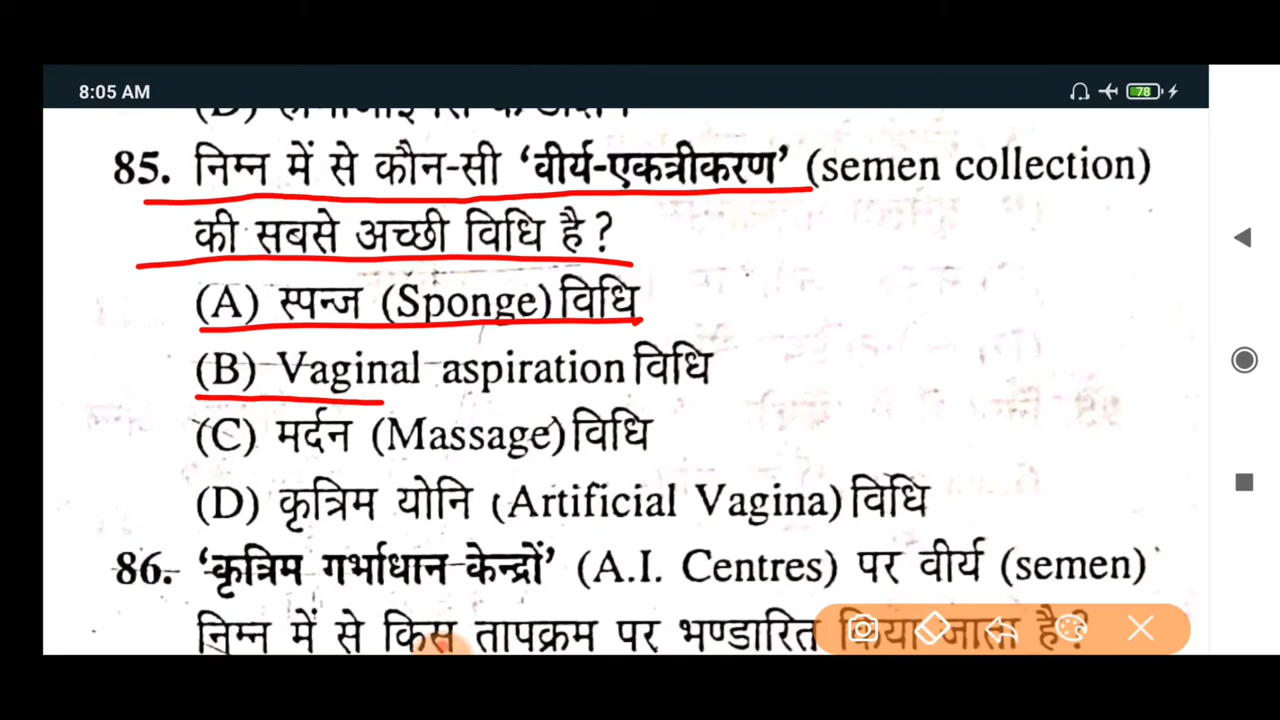 8:05 AM
78
85. निम्न में से कौन-सी ‘वीर्य-एकत्रीकरण’ (semen collection)
की सबसे अच्छी विधि है ?
(A) स्पन्ज (Sponge) विधि
(B) Vaginal aspiration विधि
(C) मर्दन (Massage) विधि
(D) कृत्रिम योनि (Artificial Vagina) विधि
86. ‘कृत्रिम गर्भाधान केन्द्रों’ (A.I. Centres) पर वीर्य (semen)
निम्न में से किस तापक्रम पर भण्डारित किया जाता है ?